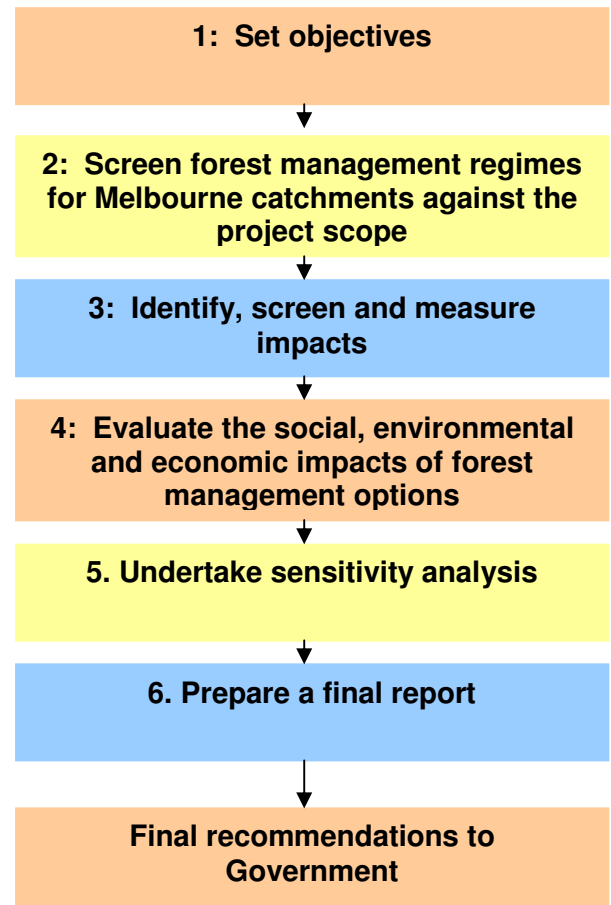 1:  Set objectives
2:  Screen forest management regimes
for Melbourne catchments against the
project scope
3:  Identify, screen and measure
impacts
4:  Evaluate the social, environmental
and economic impacts of forest
management options
5. Undertake sensitivity analysis
6. Prepare a final report
Final recommendations to
Government